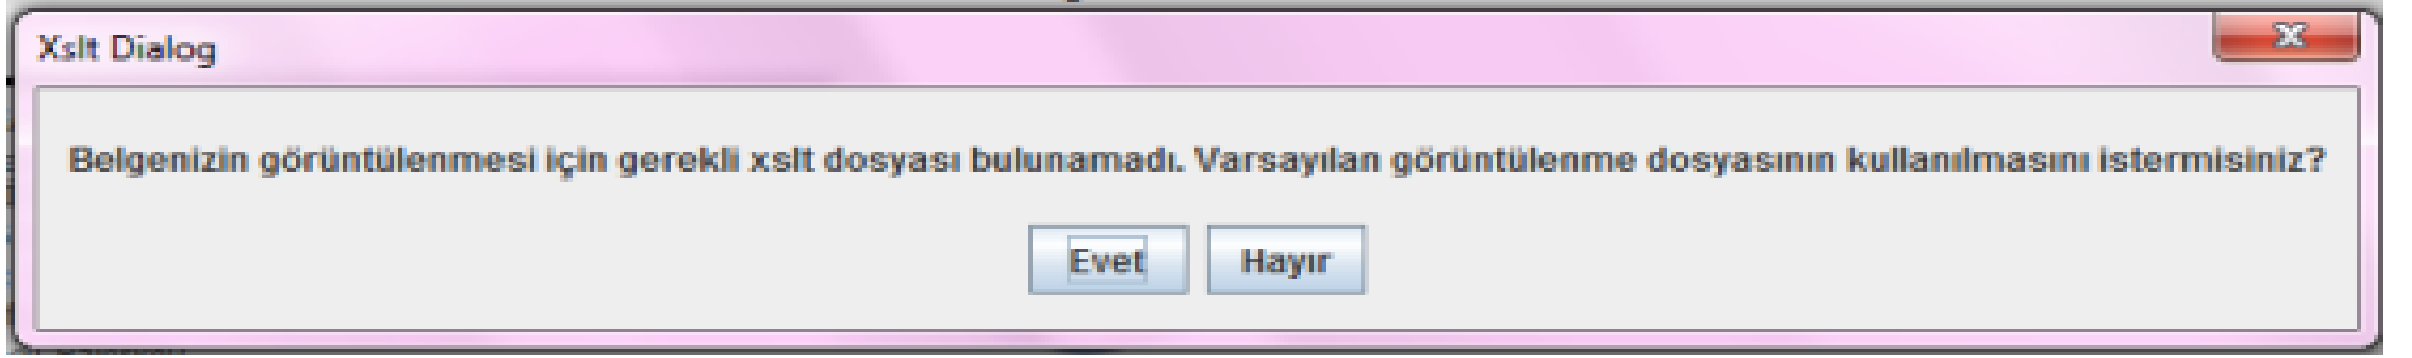 Xslt Dialog
Belgenizin görüntülenmesi için gerekli xslt dosyası bulunamadı. Varsayılan görüntülenme dosyasının kullanılmasını istermisiniz?
Evet Hayır